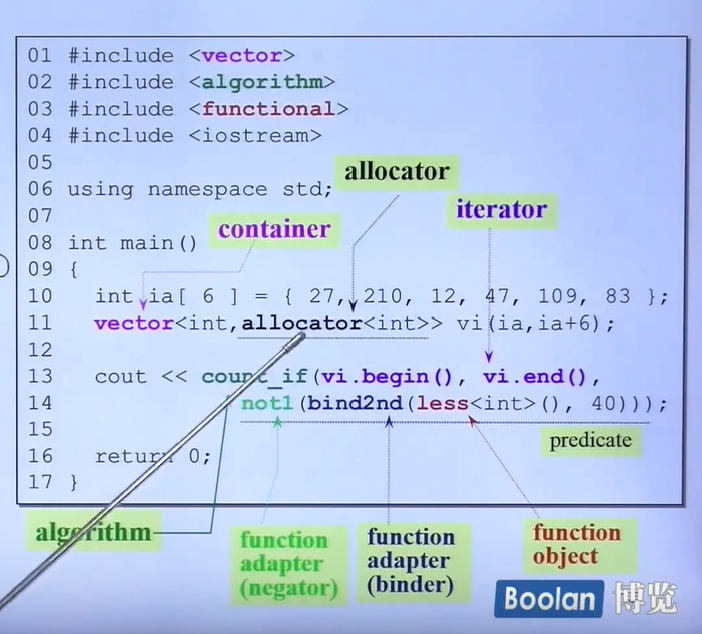 01 #include <vector>
02 #include <algorithm>
03 #include <functional>
04 #include <iostream>
05
allocator
06 using namespace std;
iterator
07
container
08 int main()
09 {
10 int ia[ 6 ] = { 27, 210, 12, 47, 109, 83 };
11 vector<int,allocator<int>> vi(ia,ia+6);
12
13 cout << count_if(vi.begin(), vi.end(),
14 not1(bind2nd(less<int>(), 40)));
15
predicate
16 return 0;
17 }
algorithm
function
adapter
(negator)
function
adapter
(binder)
function
object
Boolan 博览